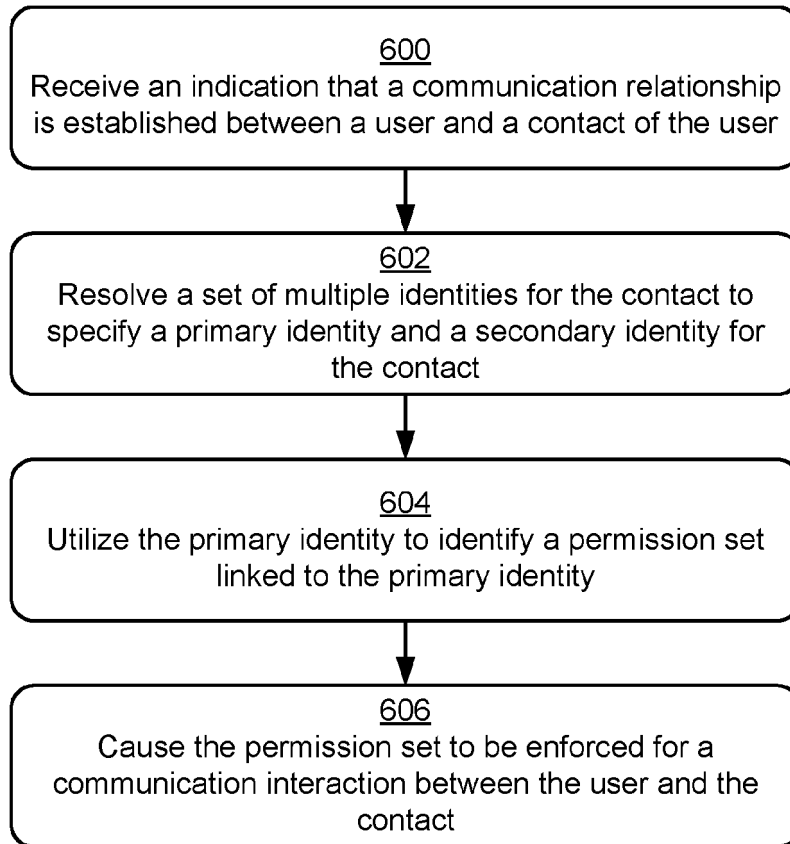 600
Receive an indication that a communication relationship
is established between a user and a contact of the user
602
Resolve a set of multiple identities for the contact to
specify a primary identity and a secondary identity for
the contact
604
Utilize the primary identity to identify a permission set
linked to the primary identity
606
Cause the permission set to be enforced for a
communication interaction between the user and the
contact